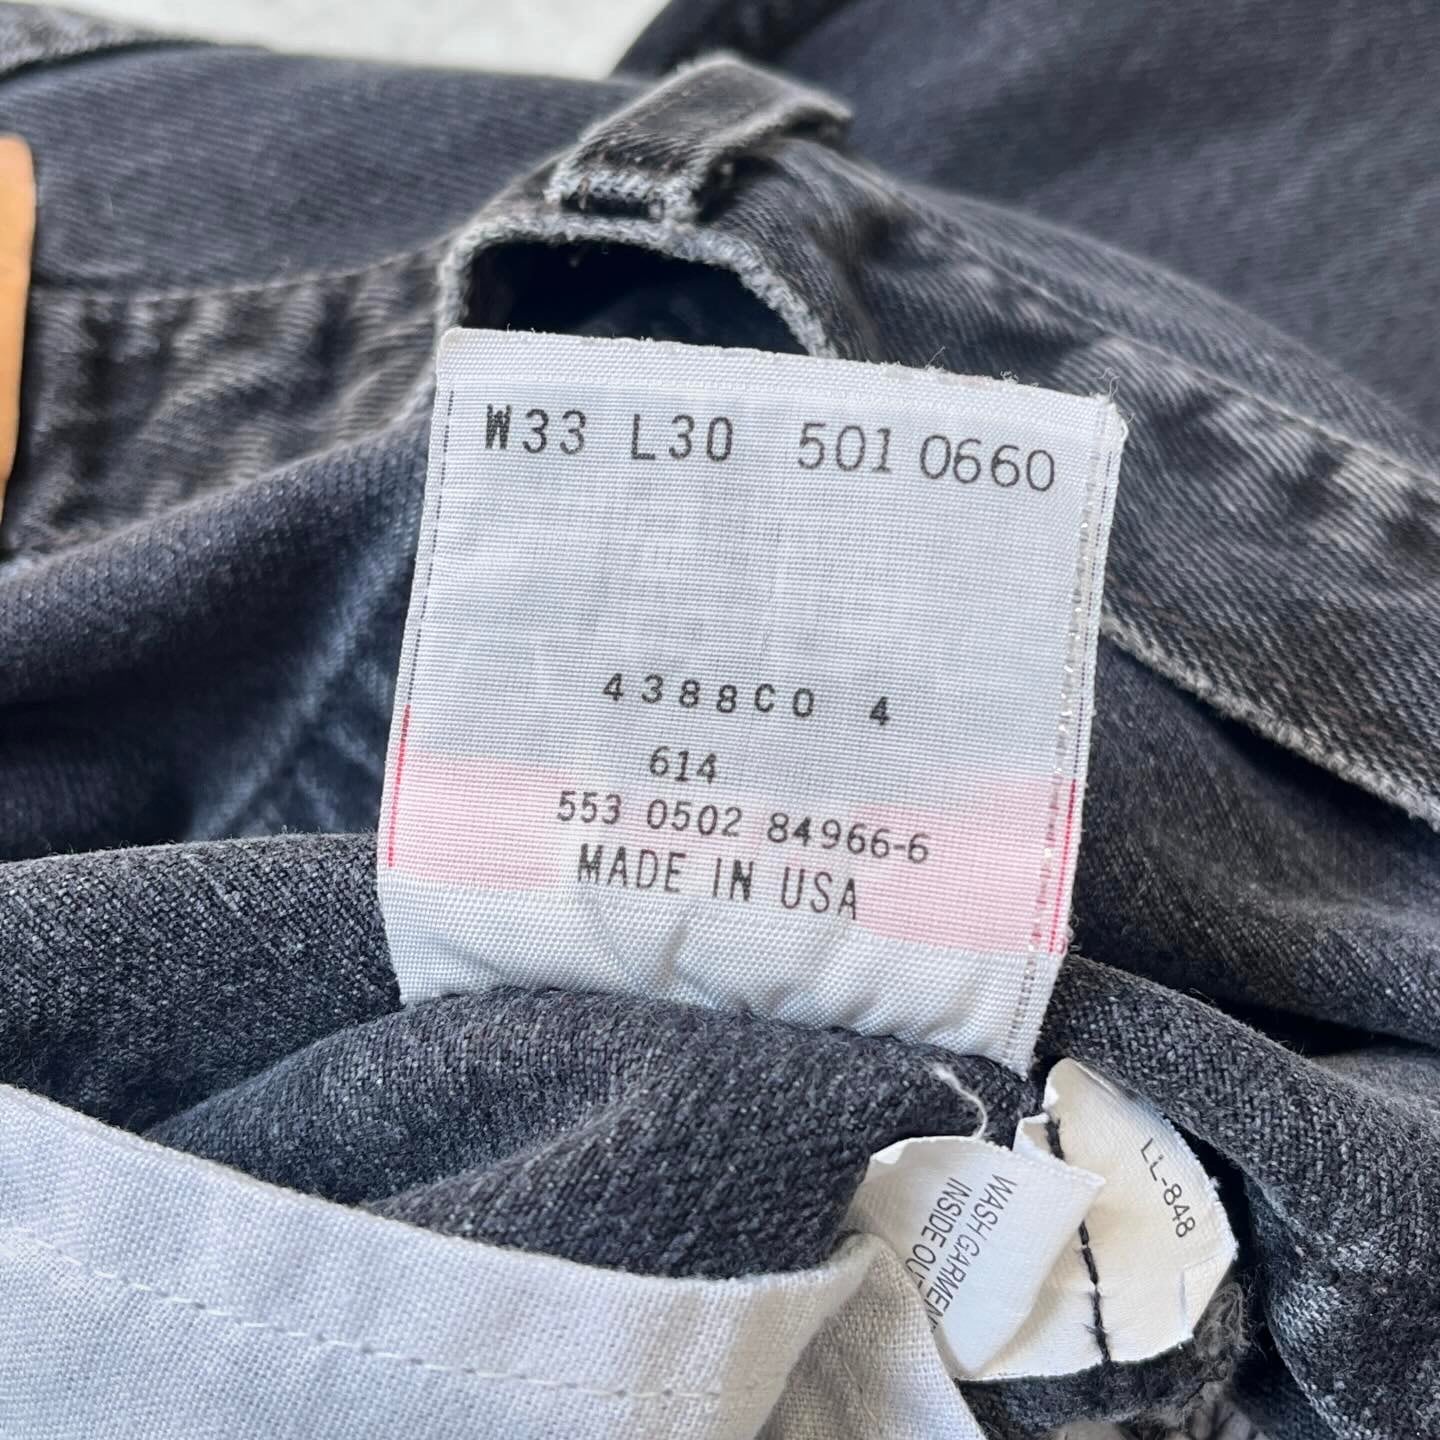 W33 L30 501 0660
4388C0 4
614
553 0502 84966-6
MADE IN USA
WASH GARMENT
INSIDE OUT
LL-848